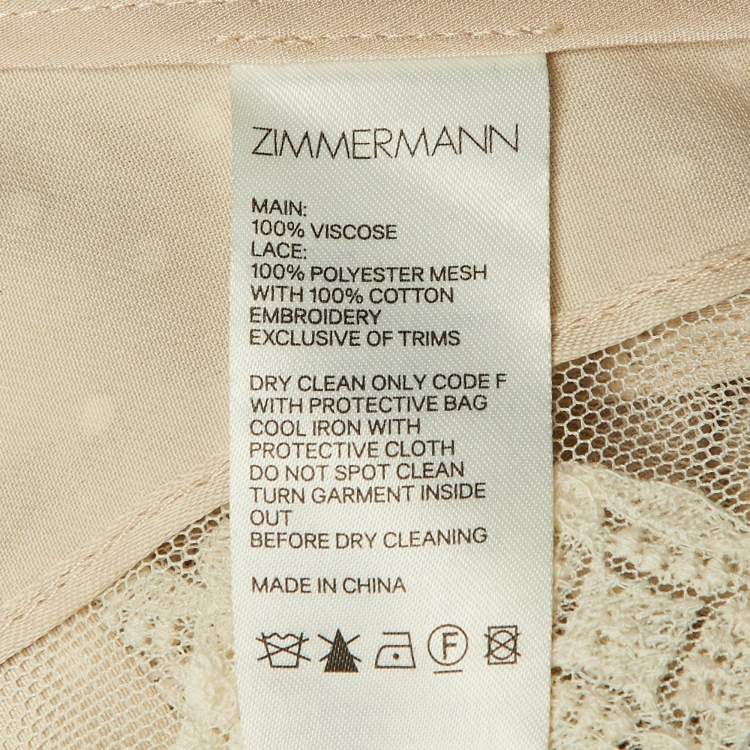 ZIMMERMANN
MAIN:
100% VISCOSE
LACE:
100% POLYESTER MESH
WITH 100% COTTON
EMBROIDERY
EXCLUSIVE OF TRIMS
DRY CLEAN ONLY CODE F
WITH PROTECTIVE BAG
COOL IRON WITH
PROTECTIVE CLOTH
DO NOT SPOT CLEAN
TURN GARMENT INSIDE
OUT
BEFORE DRY CLEANING
MADE IN CHINA
F